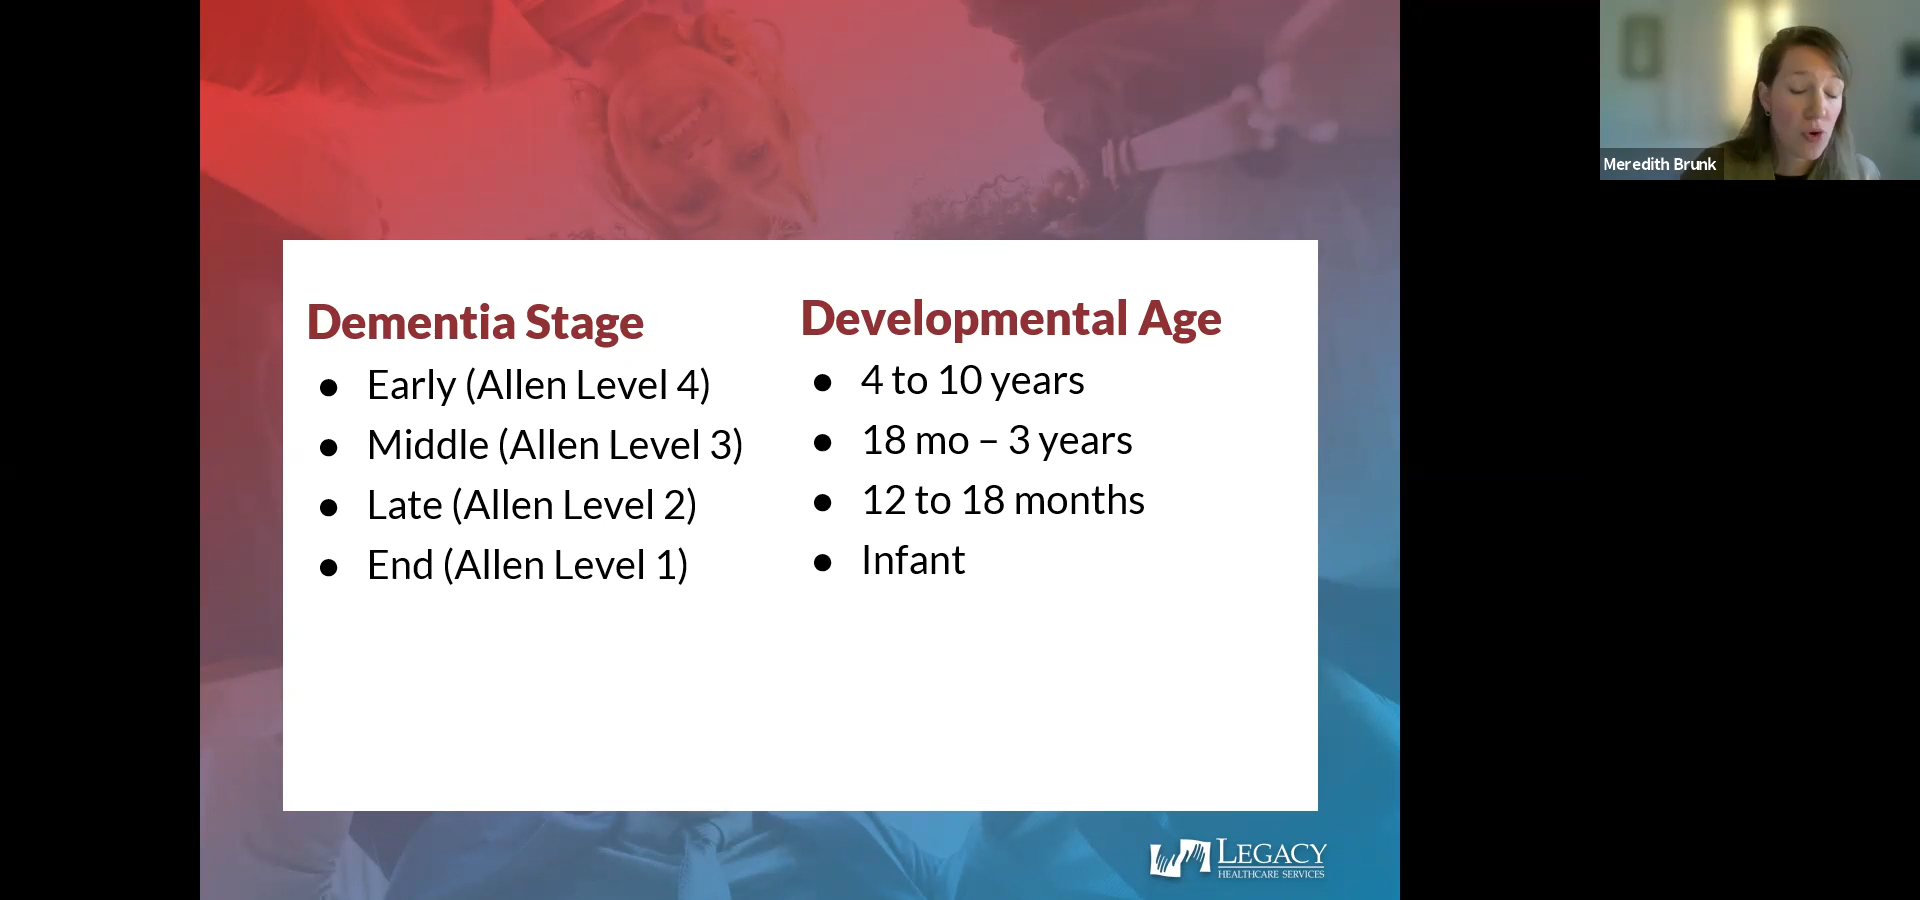 Meredith Brunk
Dementia Stage
● Early (Allen Level 4)
● Middle (Allen Level 3)
● Late (Allen Level 2)
● End (Allen Level 1)
Developmental Age
● 4 to 10 years
● 18 mo – 3 years
● 12 to 18 months
● Infant
LEGACY
HEALTHCARE SERVICES